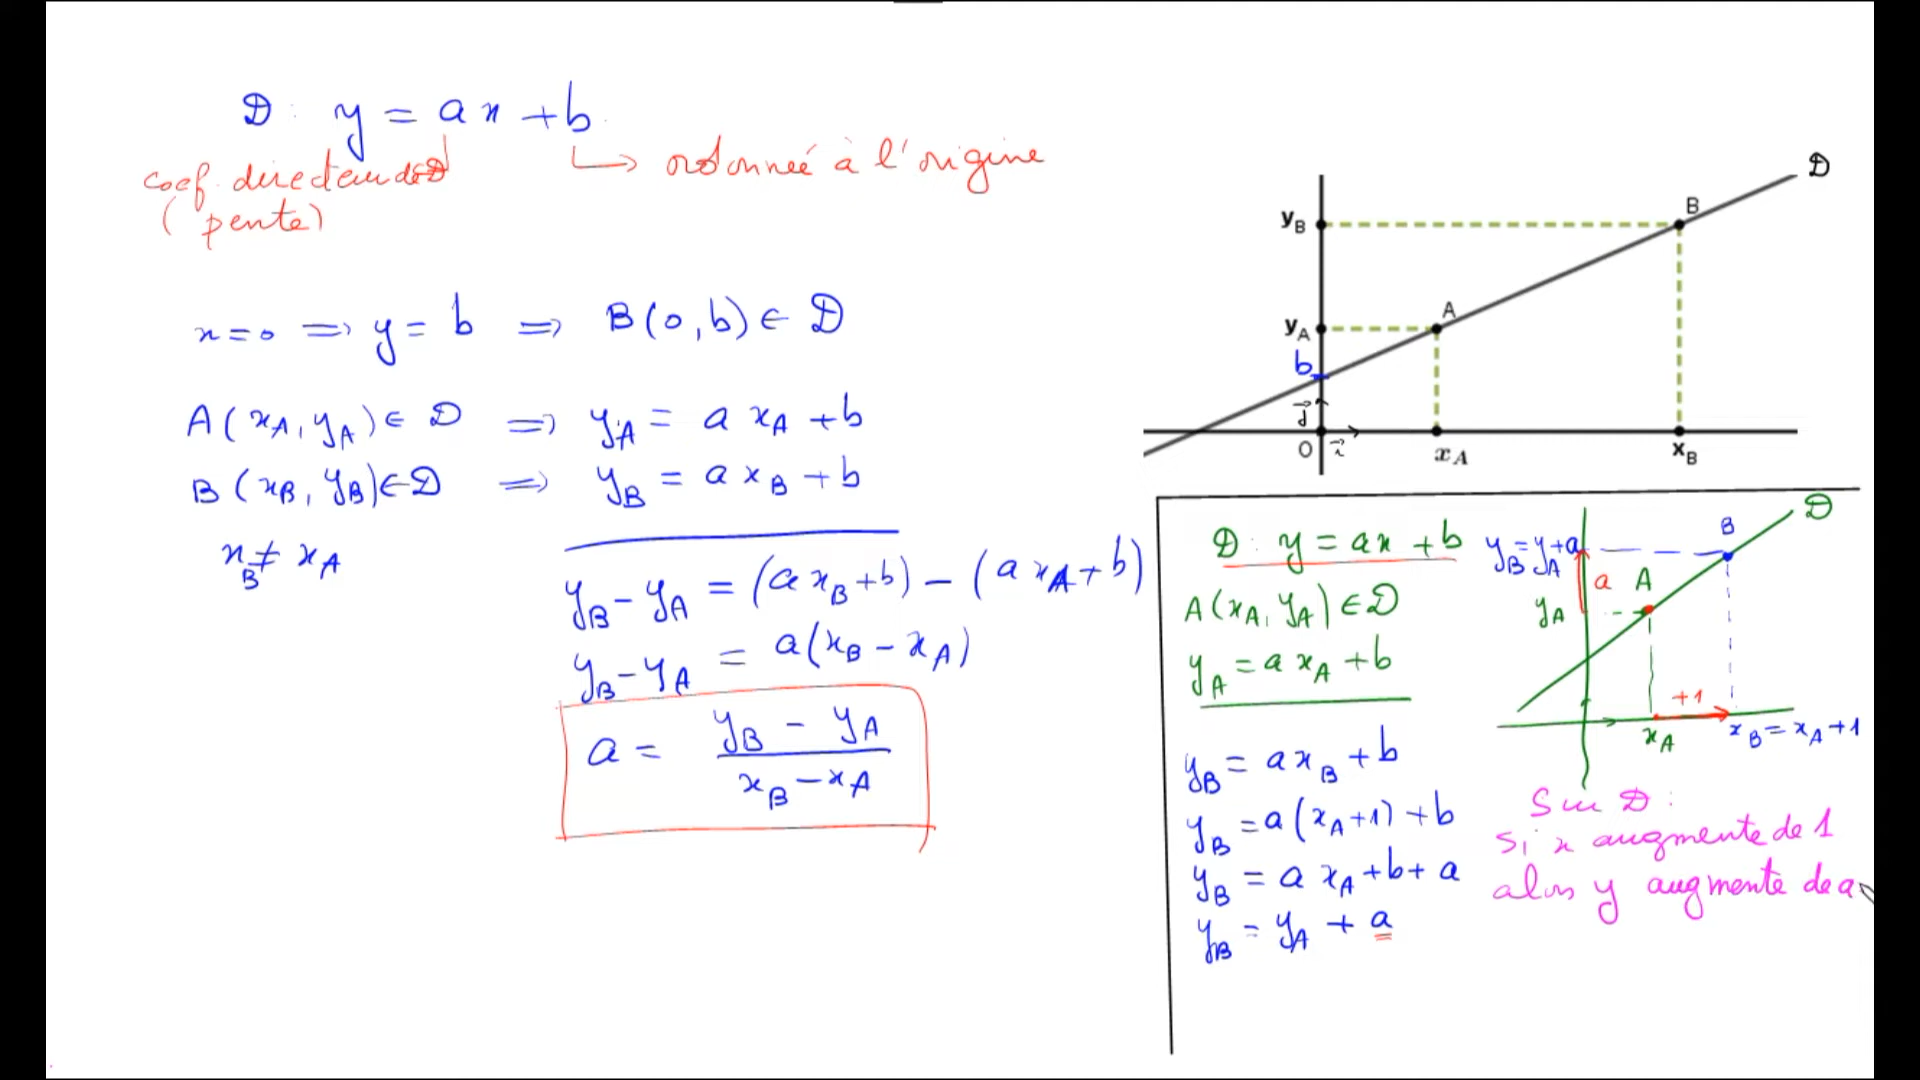 D : y = ax + b
coef. directeur de D
(pente)
ordonnée à l'origine
x=0 => y = b => B(0,b) ∈ D
A(xA, yA) ∈ D => yA = a xA + b
B(xB, yB) ∈ D => yB = a xB + b
xB ≠ xA
yB - yA = (a xB + b) - (a xA + b)
yB - yA = a(xB - xA)
a = (yB - yA) / (xB - xA)
D
B
yB
A
yA
b
j
O i xA xB
D : y = ax + b
A(xA, yA) ∈ D
yA = a xA + b
yB = a xB + b
yB = a(xA + 1) + b
yB = a xA + b + a
yB = yA + a
D
B
yB = yA + a
a A
yA
+1
xA xB = xA + 1
Sur D :
Si x augmente de 1
alors y augmente de a